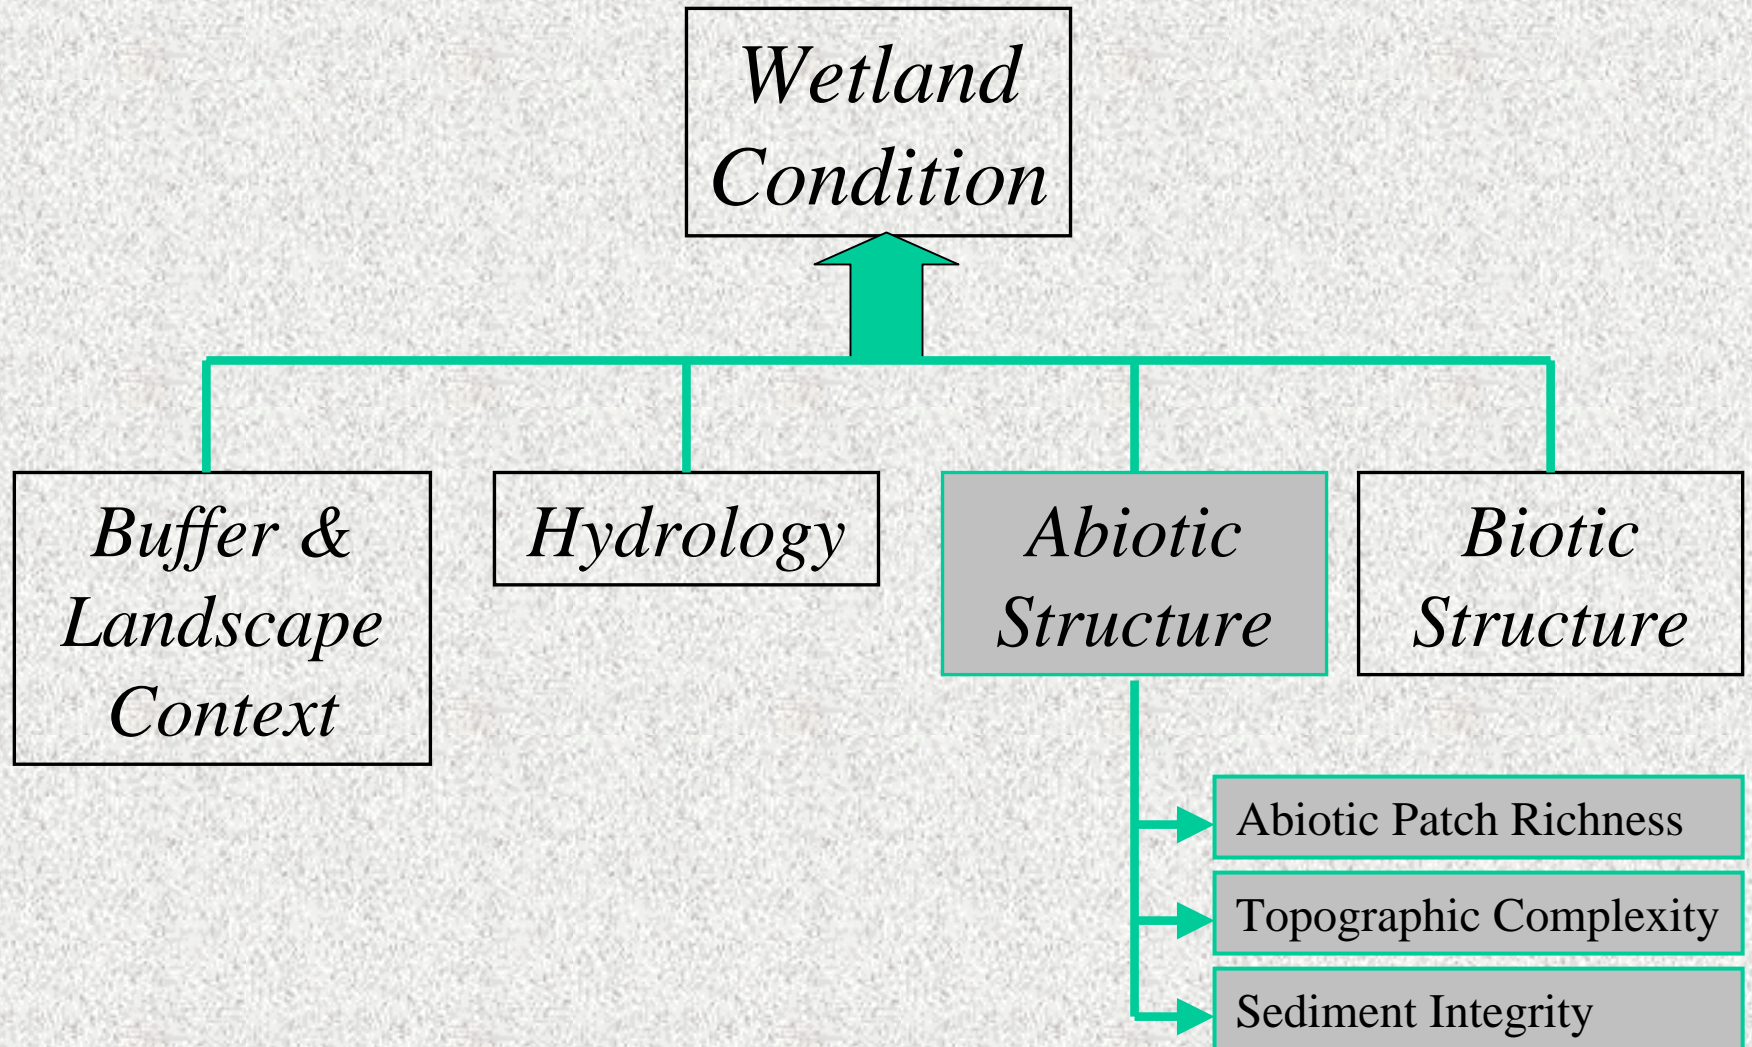 Wetland
Condition
Buffer &
Landscape
Context
Hydrology
Abiotic
Structure
Biotic
Structure
Abiotic Patch Richness
Topographic Complexity
Sediment Integrity